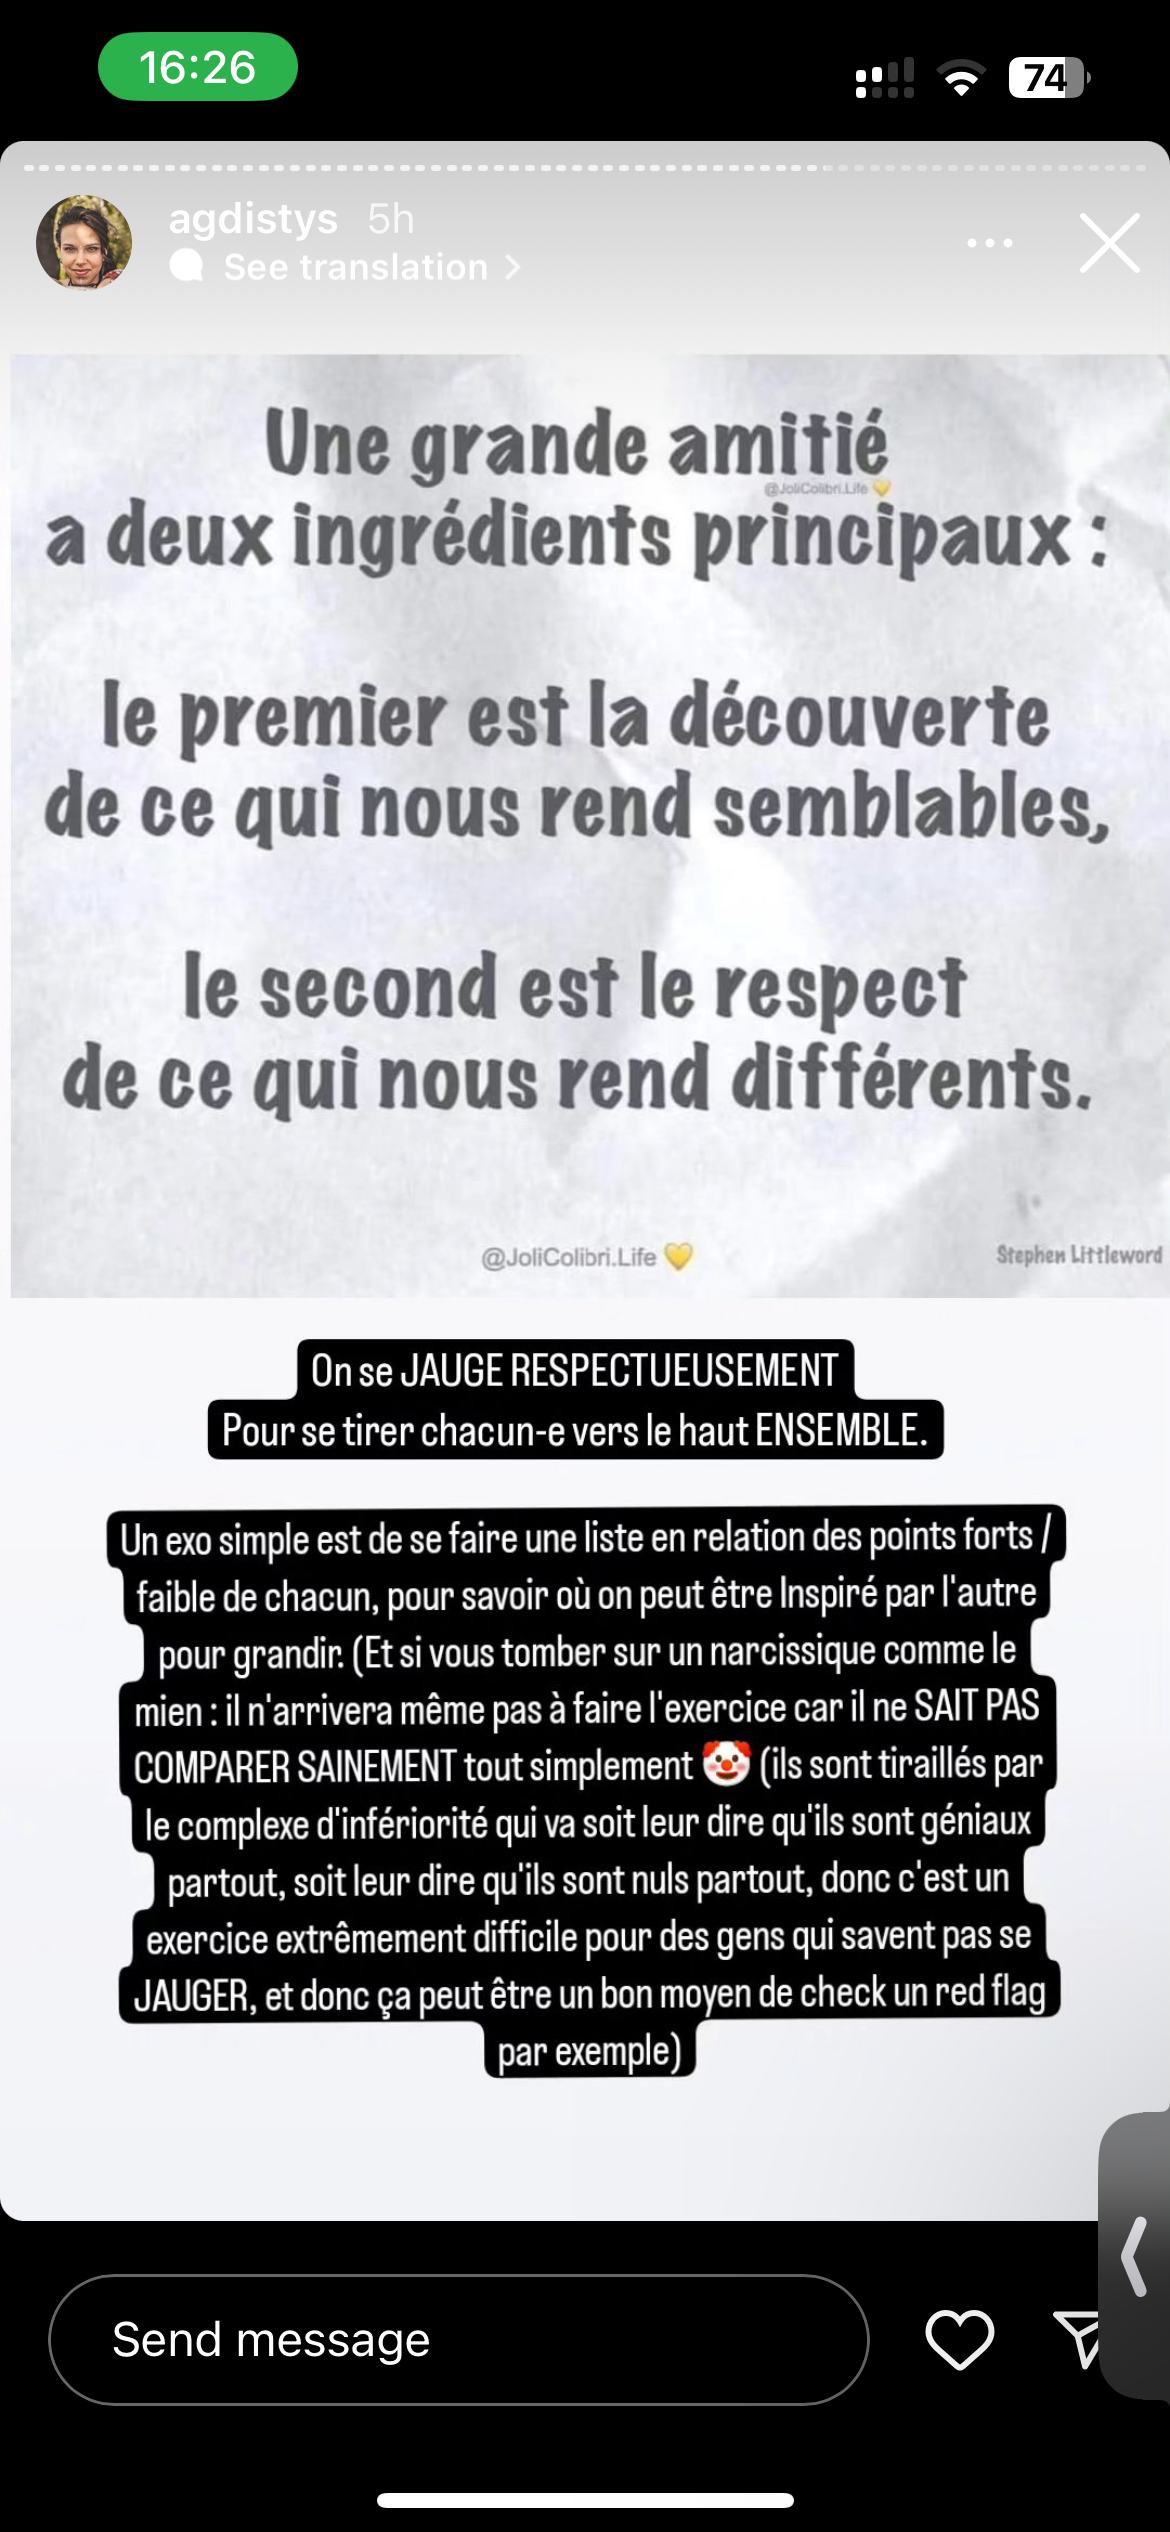 16:26
74
agdistys 5h
See translation
Une grande amitié
@JoliColibri.Life 💛
a deux ingrédients principaux :
le premier est la découverte
de ce qui nous rend semblables,
le second est le respect
de ce qui nous rend différents.
@JoliColibri.Life 💛
Stephen Littleword
On se JAUGE RESPECTUEUSEMENT
Pour se tirer chacun-e vers le haut ENSEMBLE.
Un exo simple est de se faire une liste en relation des points forts /
faible de chacun, pour savoir où on peut être Inspiré par l'autre
pour grandir. (Et si vous tomber sur un narcissique comme le
mien : il n'arrivera même pas à faire l'exercice car il ne SAIT PAS
COMPARER SAINEMENT tout simplement 🤡 (ils sont tiraillés par
le complexe d'infériorité qui va soit leur dire qu'ils sont géniaux
partout, soit leur dire qu'ils sont nuls partout, donc c'est un
exercice extrêmement difficile pour des gens qui savent pas se
JAUGER, et donc ça peut être un bon moyen de check un red flag
par exemple)
Send message